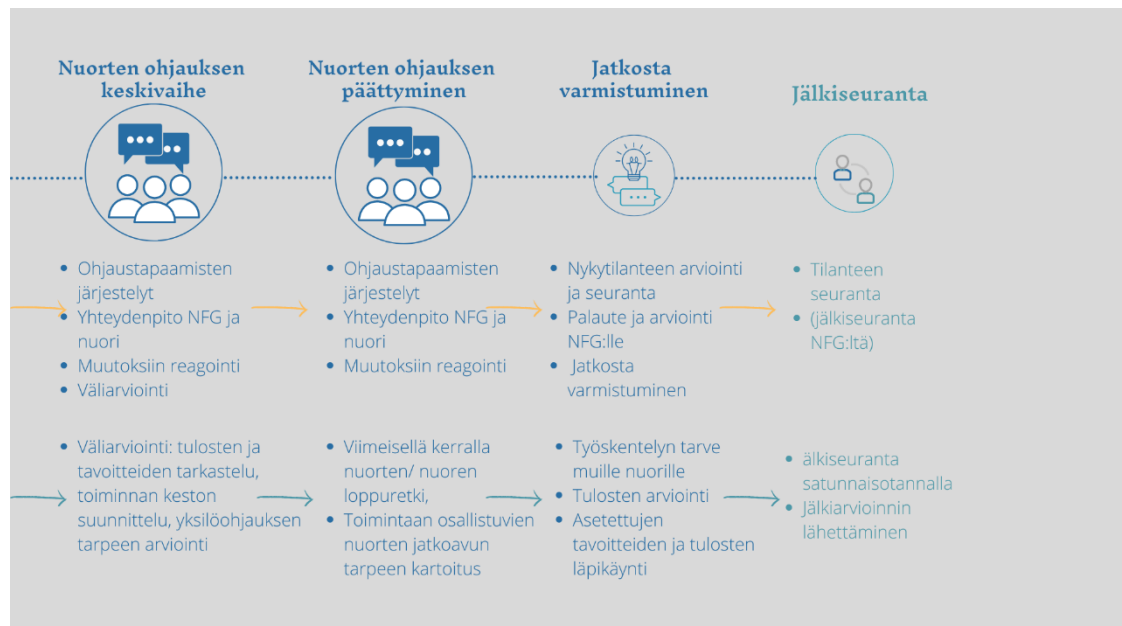 Nuorten ohjauksen
keskivaihe
Nuorten ohjauksen
päättyminen
Jatkosta
varmistuminen
Jälkiseuranta
• Ohjaustapaamisten
järjestelyt
• Yhteydenpito NFG ja
nuori
• Muutoksiin reagointi
• Väliarviointi
• Ohjaustapaamisten
järjestelyt
• Yhteydenpito NFG ja
nuori
• Muutoksiin reagointi
• Nykytilanteen arviointi
ja seuranta
• Palaute ja arviointi
NFG:lle
• Jatkosta
varmistuminen
• Tilanteen
seuranta
• (jälkiseuranta
NFG:ltä)
• Väliarviointi: tulosten ja
tavoitteiden tarkastelu,
toiminnan keston
suunnittelu, yksilöohjauksen
tarpeen arviointi
• Viimeisellä kerralla
nuorten/ nuoren
loppuretki,
• Toimintaan osallistuvien
nuorten jatkoavun
tarpeen kartoitus
• Työskentelyn tarve
muille nuorille
• Tulosten arviointi
• Asetettujen
tavoitteiden ja tulosten
läpikäynti
• älkiseuranta
satunnaisotannalla
• Jälkiarvioinnin
lähettäminen